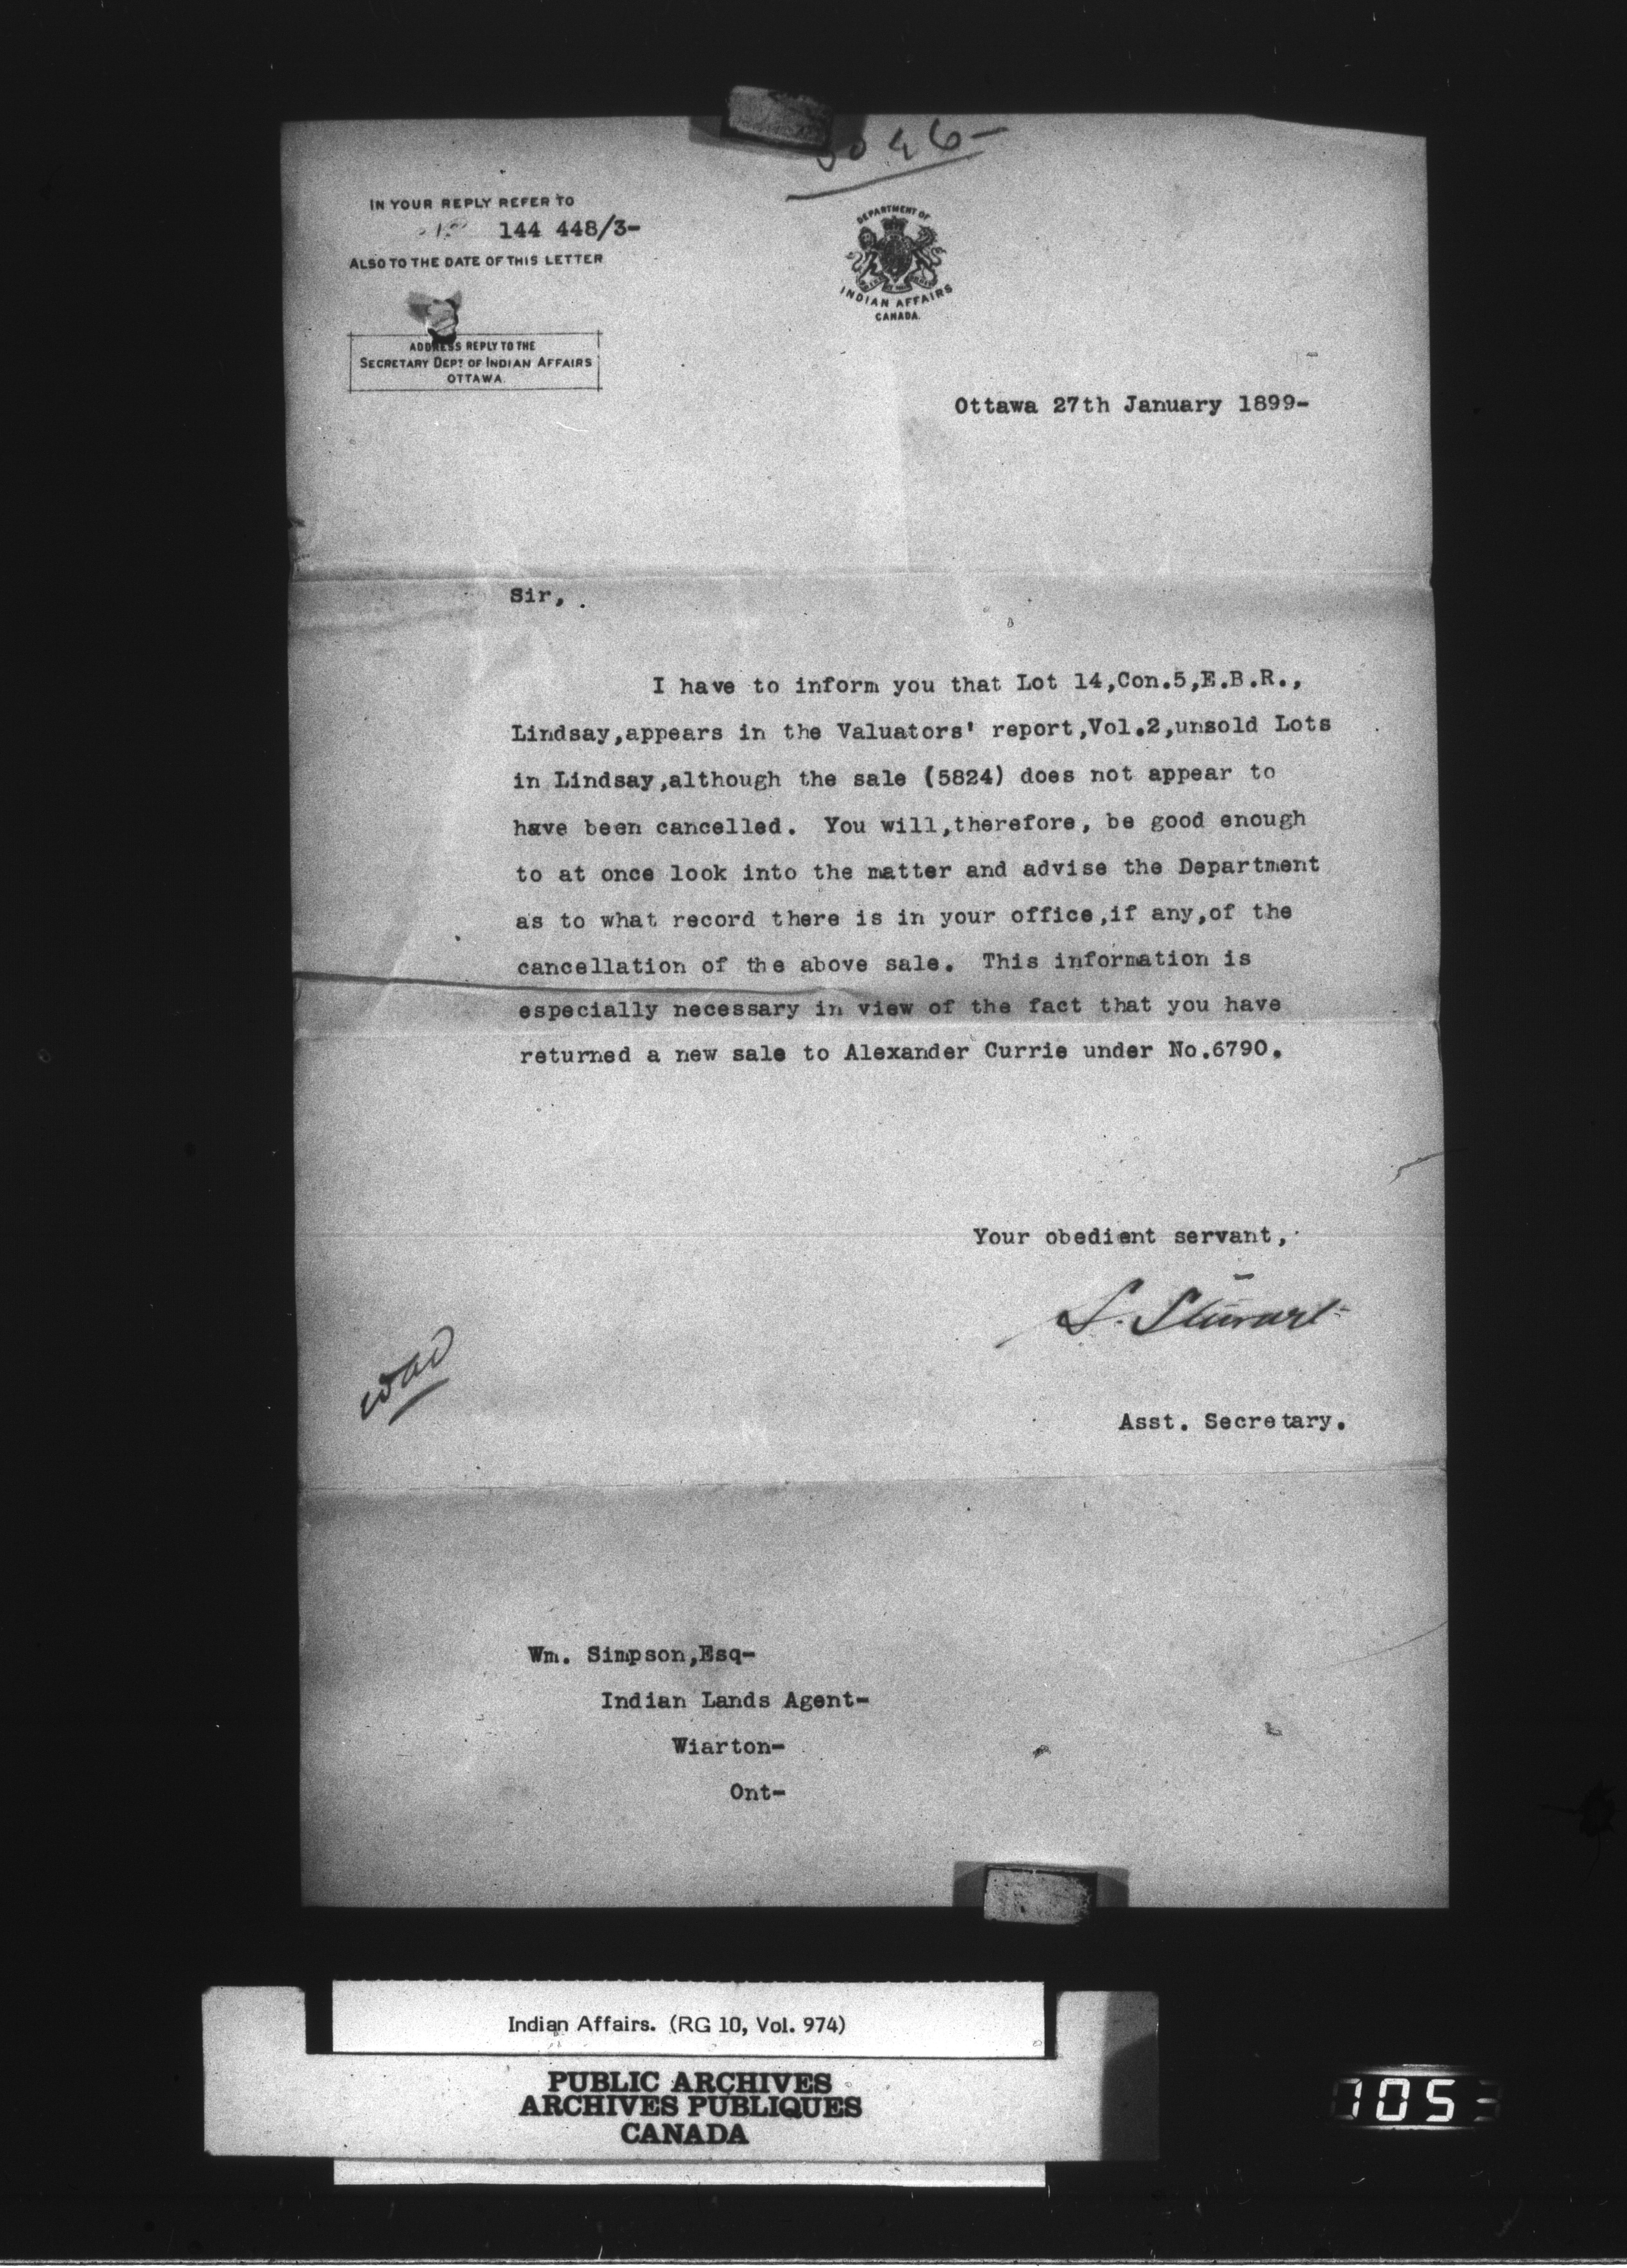 IN YOUR REPLY REFER TO
144 448/3-
ALSO TO THE DATE OF THIS LETTER
ADDRESS REPLY TO THE
SECRETARY DEPT OF INDIAN AFFAIRS
OTTAWA.
DEPARTMENT OF
INDIAN AFFAIRS
CANADA.
Ottawa 27th January 1899-
Sir,
I have to inform you that Lot 14,Con.5,E.B.R.,
Lindsay,appears in the Valuators' report,Vol.2,unsold Lots
in Lindsay,although the sale (5824) does not appear to
have been cancelled. You will,therefore, be good enough
to at once look into the matter and advise the Department
as to what record there is in your office,if any,of the
cancellation of the above sale. This information is
especially necessary in view of the fact that you have
returned a new sale to Alexander Currie under No.6790.
Your obedient servant,
S. Stewart
Asst. Secretary.
Wm. Simpson,Esq-
Indian Lands Agent-
Wiarton-
Ont-
Indian Affairs. (RG 10, Vol. 974)
PUBLIC ARCHIVES
ARCHIVES PUBLIQUES
CANADA